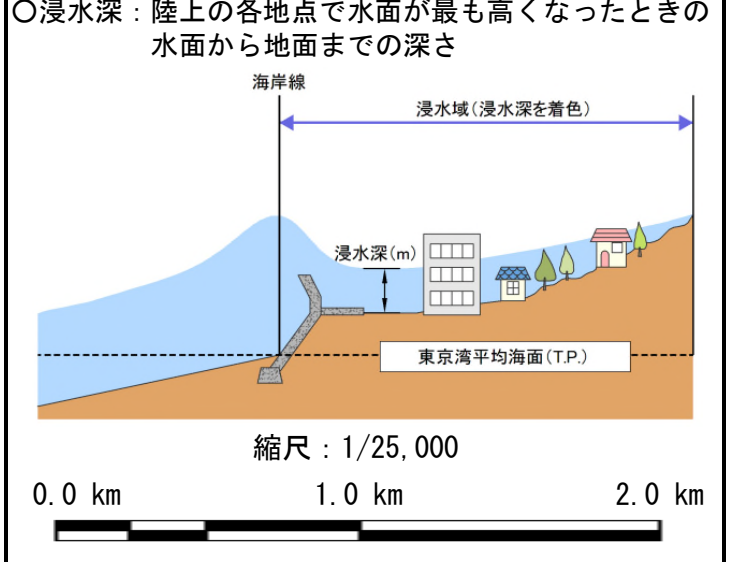 〇浸水深：陸上の各地点で水面が最も高くなったときの
水面から地面までの深さ
海岸線
浸水域（浸水深を着色）
浸水深（m）
東京湾平均海面（T.P.）
縮尺：1/25,000
0.0 km 1.0 km 2.0 km